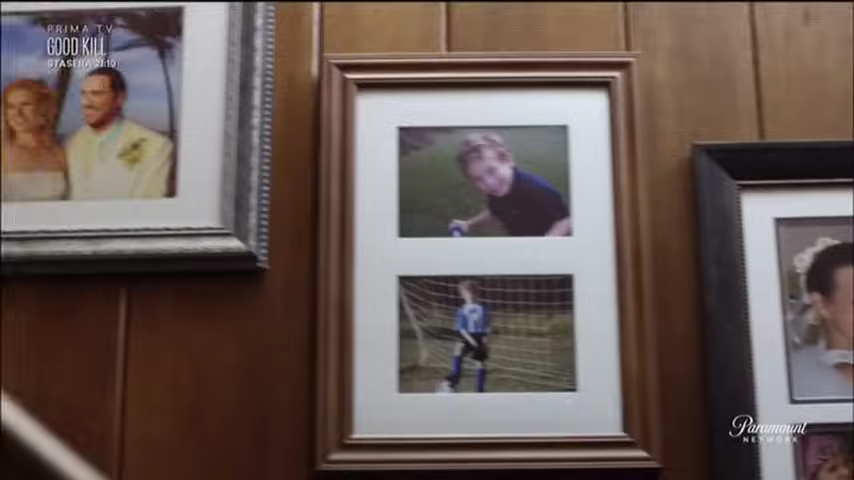 PRIMA TV
GOOD KILL
STASERA 21:10
Paramount
NETWORK